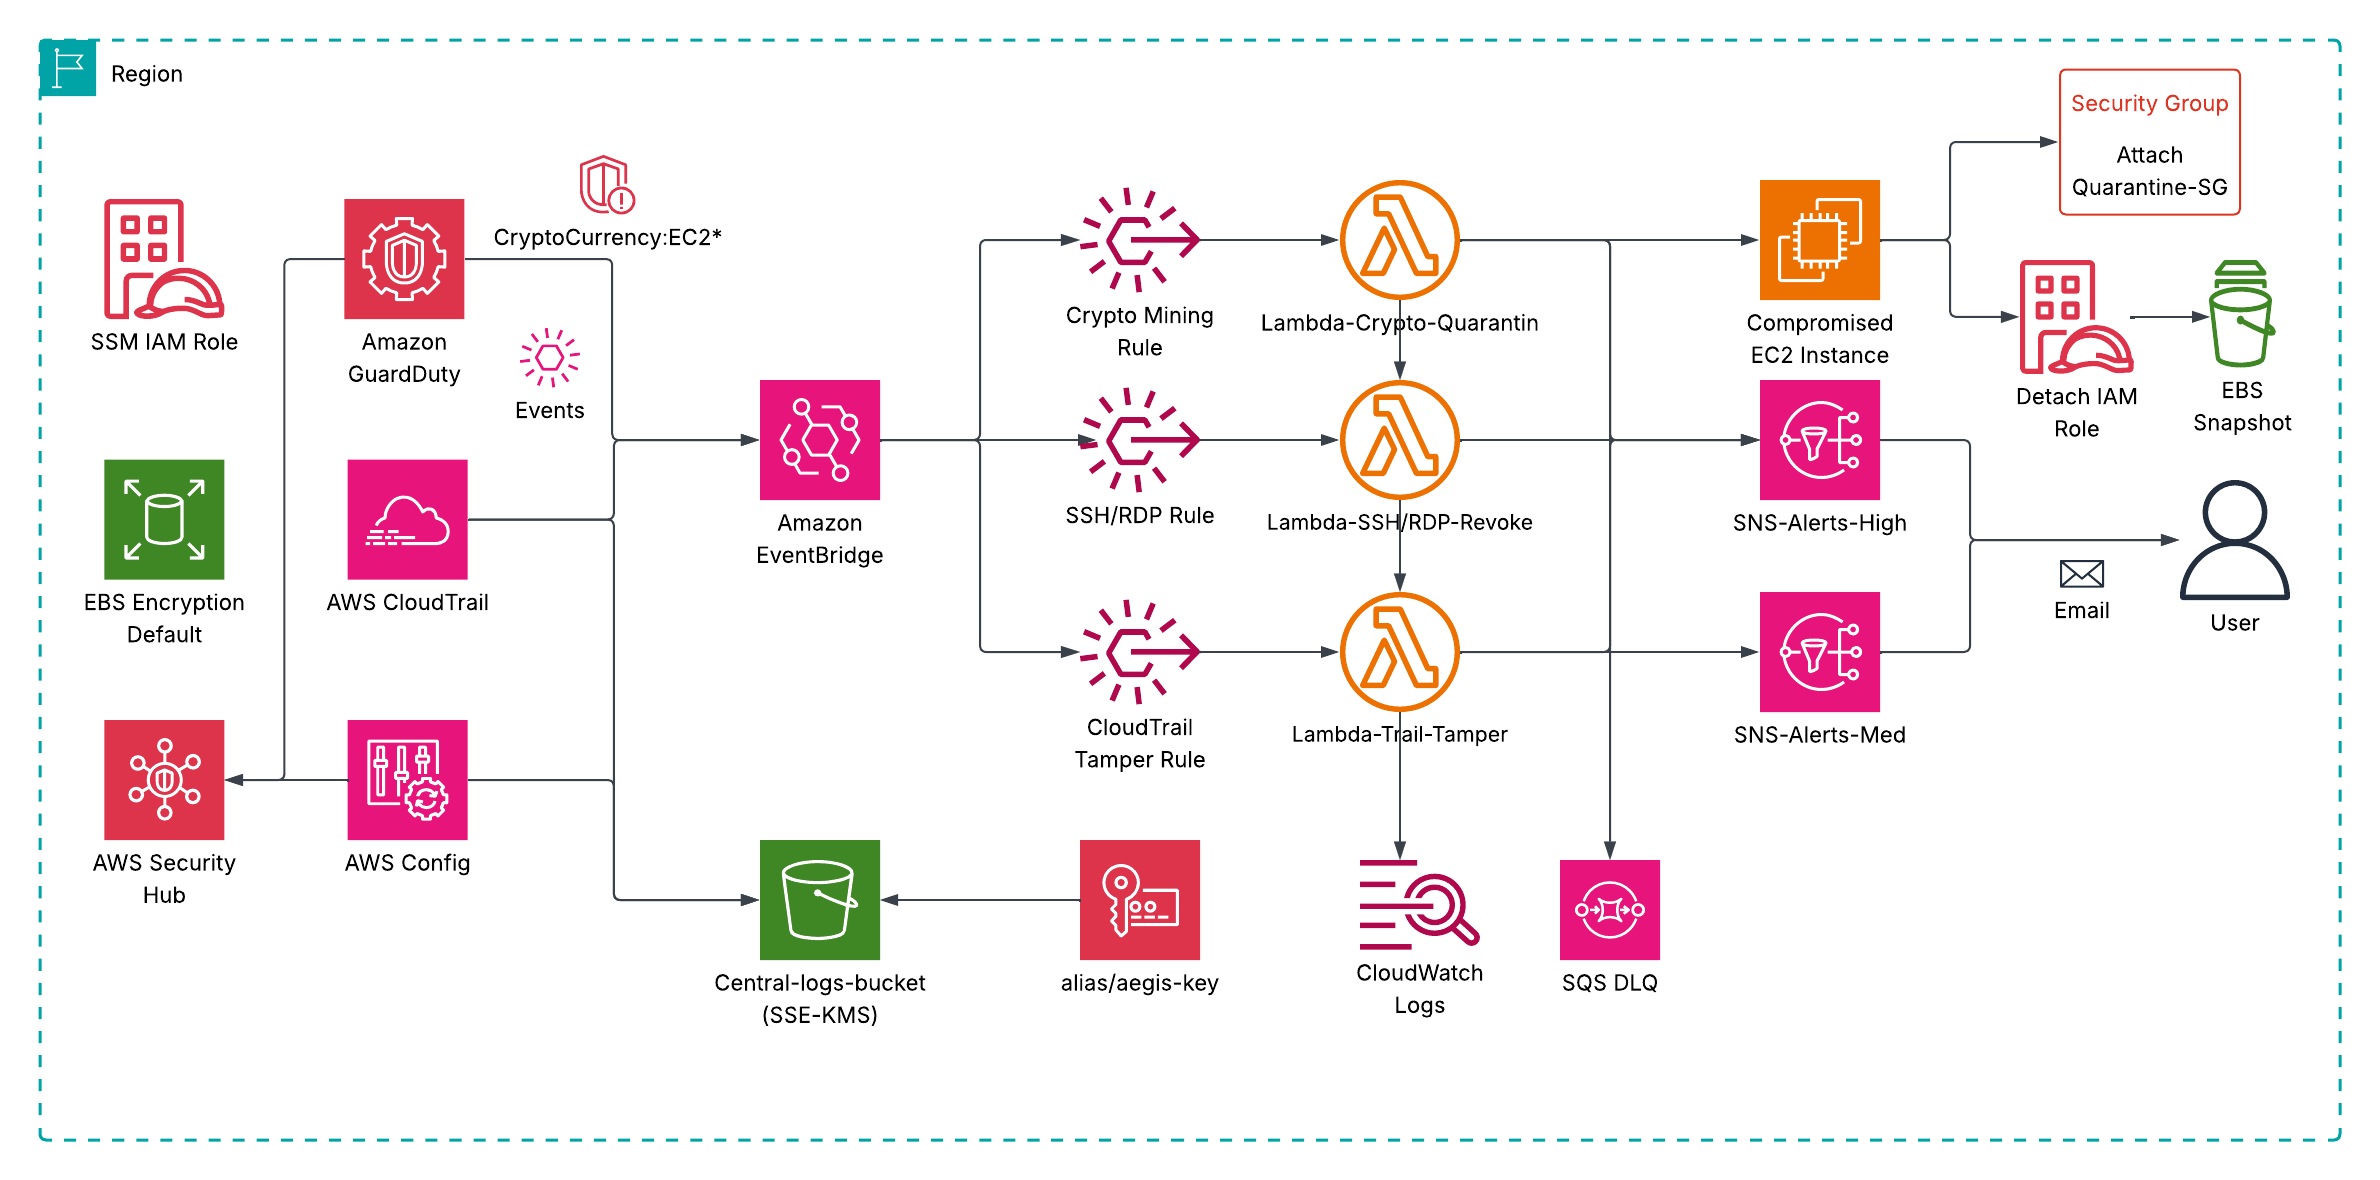 Region
Security Group
Attach
Quarantine-SG
CryptoCurrency:EC2*
SSM IAM Role
Amazon
GuardDuty
Events
Crypto Mining
Rule
Lambda-Crypto-Quarantin
Compromised
EC2 Instance
Detach IAM
Role
EBS
Snapshot
Amazon
EventBridge
SSH/RDP Rule
Lambda-SSH/RDP-Revoke
SNS-Alerts-High
EBS Encryption
Default
AWS CloudTrail
Email
User
CloudTrail
Tamper Rule
Lambda-Trail-Tamper
SNS-Alerts-Med
AWS Security
Hub
AWS Config
Central-logs-bucket
(SSE-KMS)
alias/aegis-key
CloudWatch
Logs
SQS DLQ